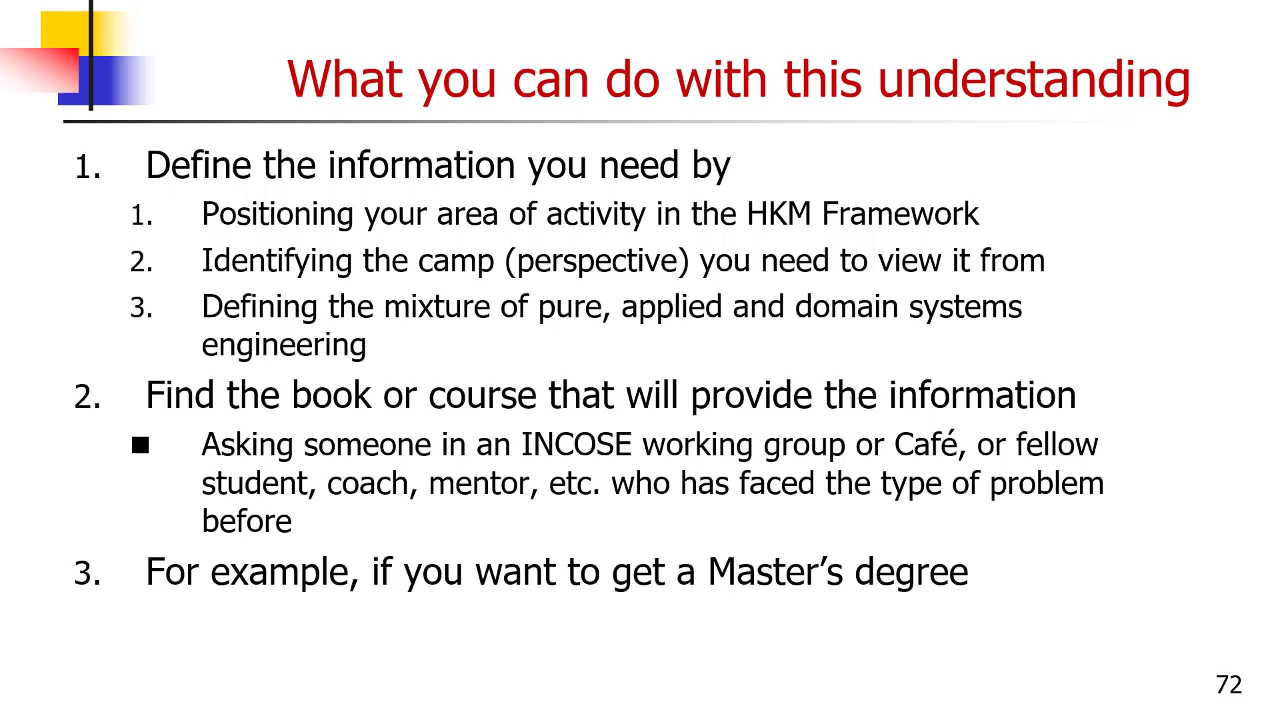 What you can do with this understanding
1. Define the information you need by
1. Positioning your area of activity in the HKM Framework
2. Identifying the camp (perspective) you need to view it from
3. Defining the mixture of pure, applied and domain systems
engineering
2. Find the book or course that will provide the information
■ Asking someone in an INCOSE working group or Café, or fellow
student, coach, mentor, etc. who has faced the type of problem
before
3. For example, if you want to get a Master’s degree
72